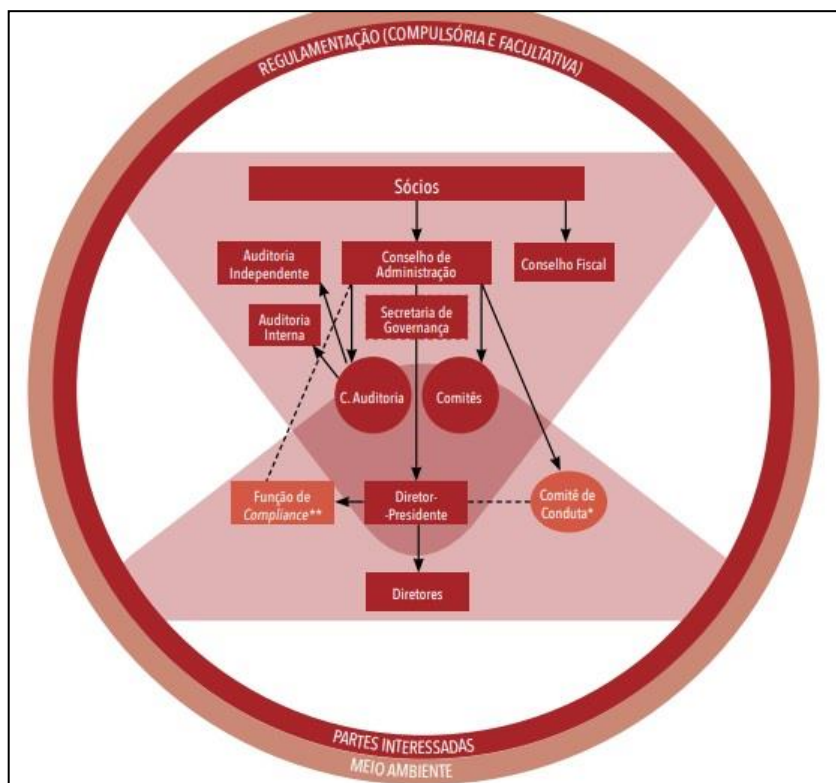 REGULAMENTAÇÃO (COMPULSÓRIA E FACULTATIVA)
Sócios
Auditoria
Independente
Conselho de
Administração
Conselho Fiscal
Auditoria
Interna
Secretaria de
Governança
C. Auditoria
Comitês
Função de
Compliance**
Diretor-
-Presidente
Comitê de
Conduta*
Diretores
PARTES INTERESSADAS
MEIO AMBIENTE